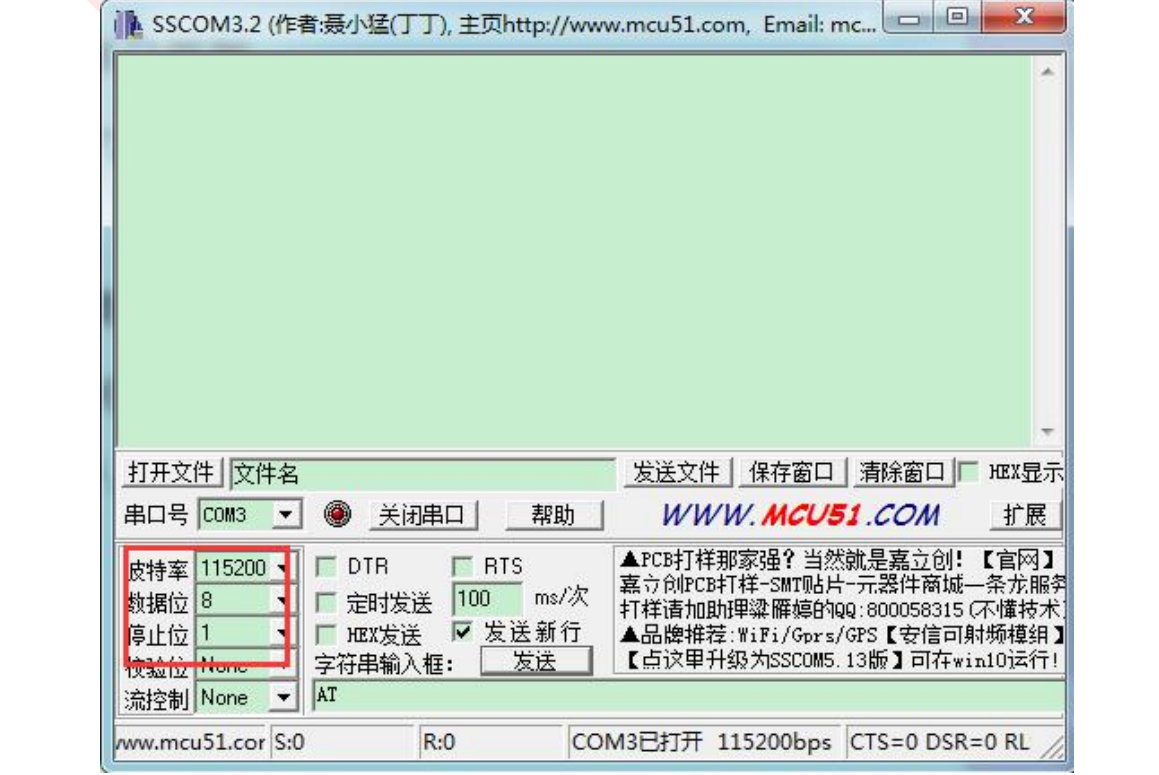 SSCOM3.2 (作者:聂小猛(丁丁), 主页http://www.mcu51.com, Email: mc...
打开文件 文件名 发送文件 保存窗口 清除窗口 HEX显示
串口号 COM3 关闭串口 帮助 WWW.MCU51.COM 扩展
波特率 115200 DTR RTS
数据位 8 定时发送 100 ms/次
停止位 1 HEX发送 发送新行
校验位 None 字符串输入框: 发送
流控制 None AT
▲PCB打样那家强? 当然就是嘉立创! 【官网】
嘉立创PCB打样-SMT贴片-元器件商城—条龙服务
打样请加助理梁雁婷的QQ:800058315(不懂技术)
▲品牌推荐:WiFi/Gprs/GPS【安信可射频模组】
【点这里升级为SSCOM5.13版】可在win10运行!
www.mcu51.cor S:0 R:0 COM3已打开 115200bps CTS=0 DSR=0 RL